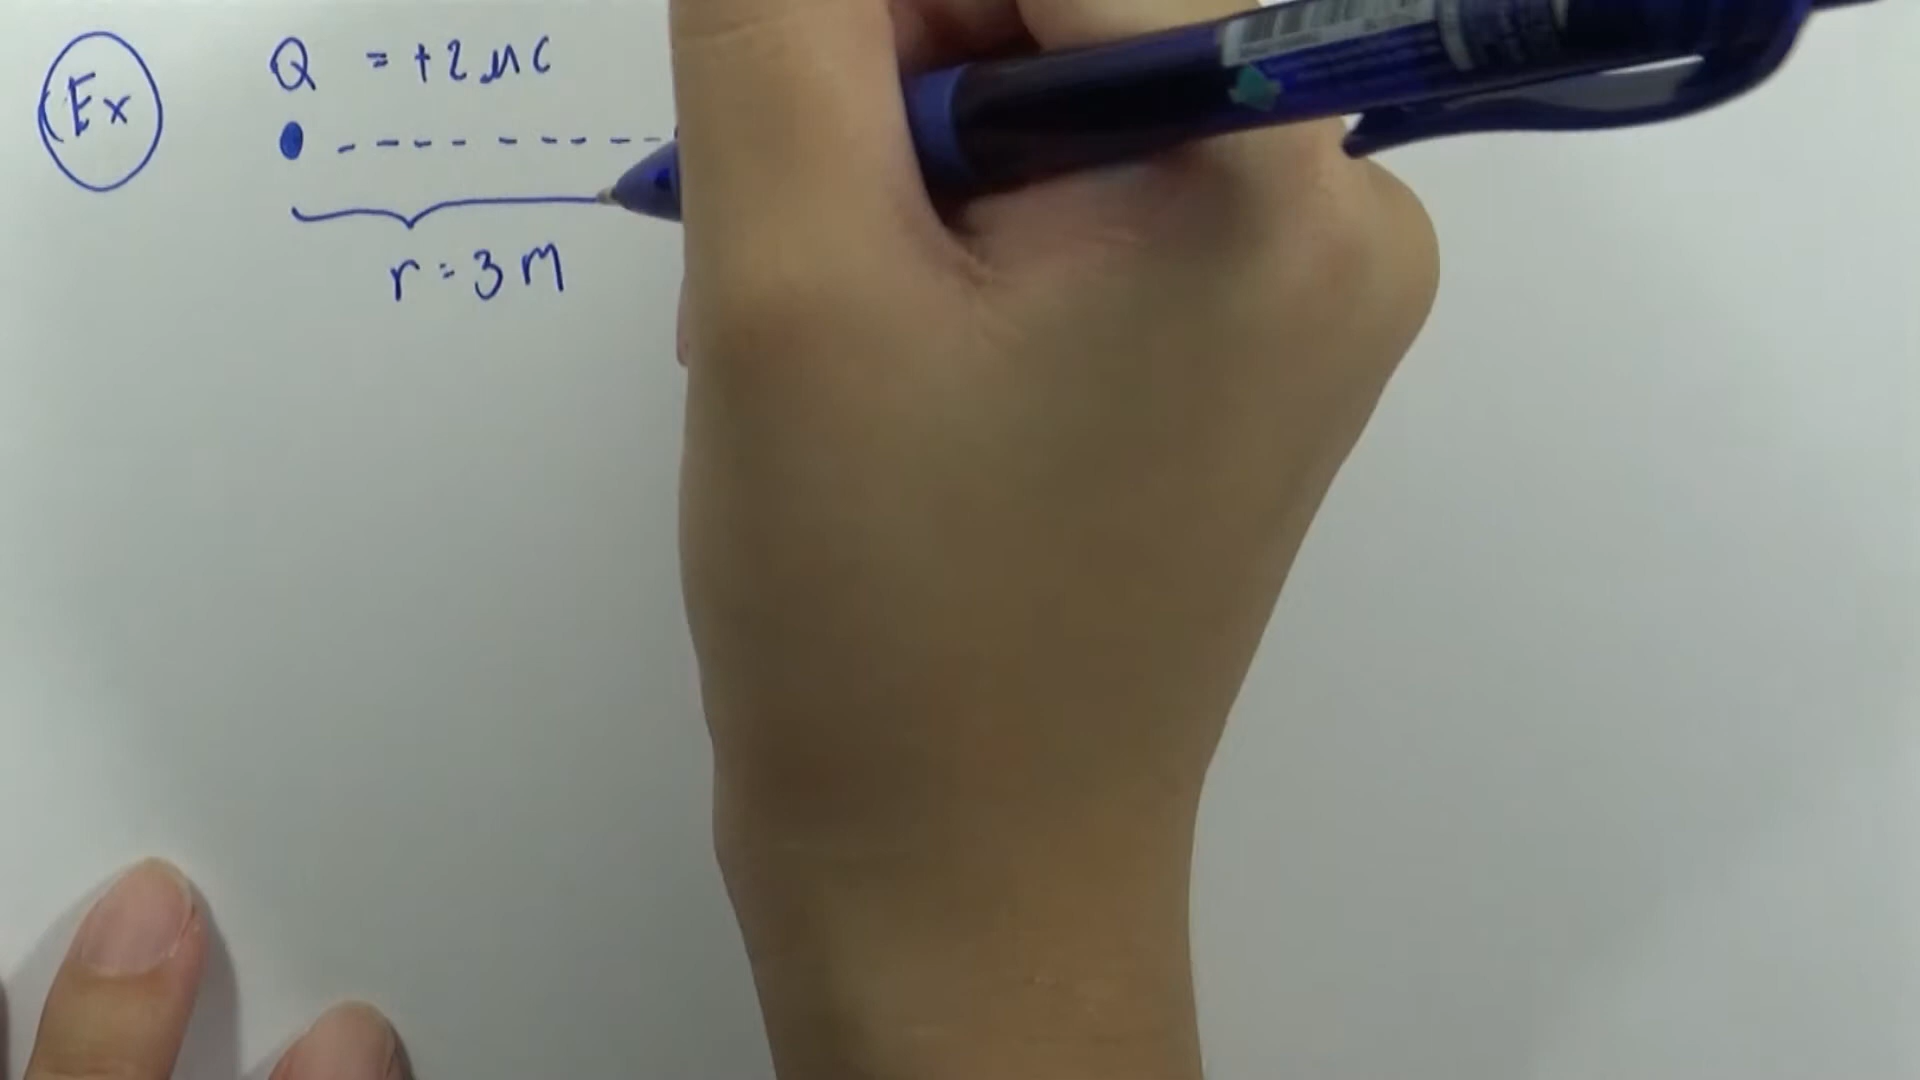 Ex
Q = +2 μC
r = 3 m